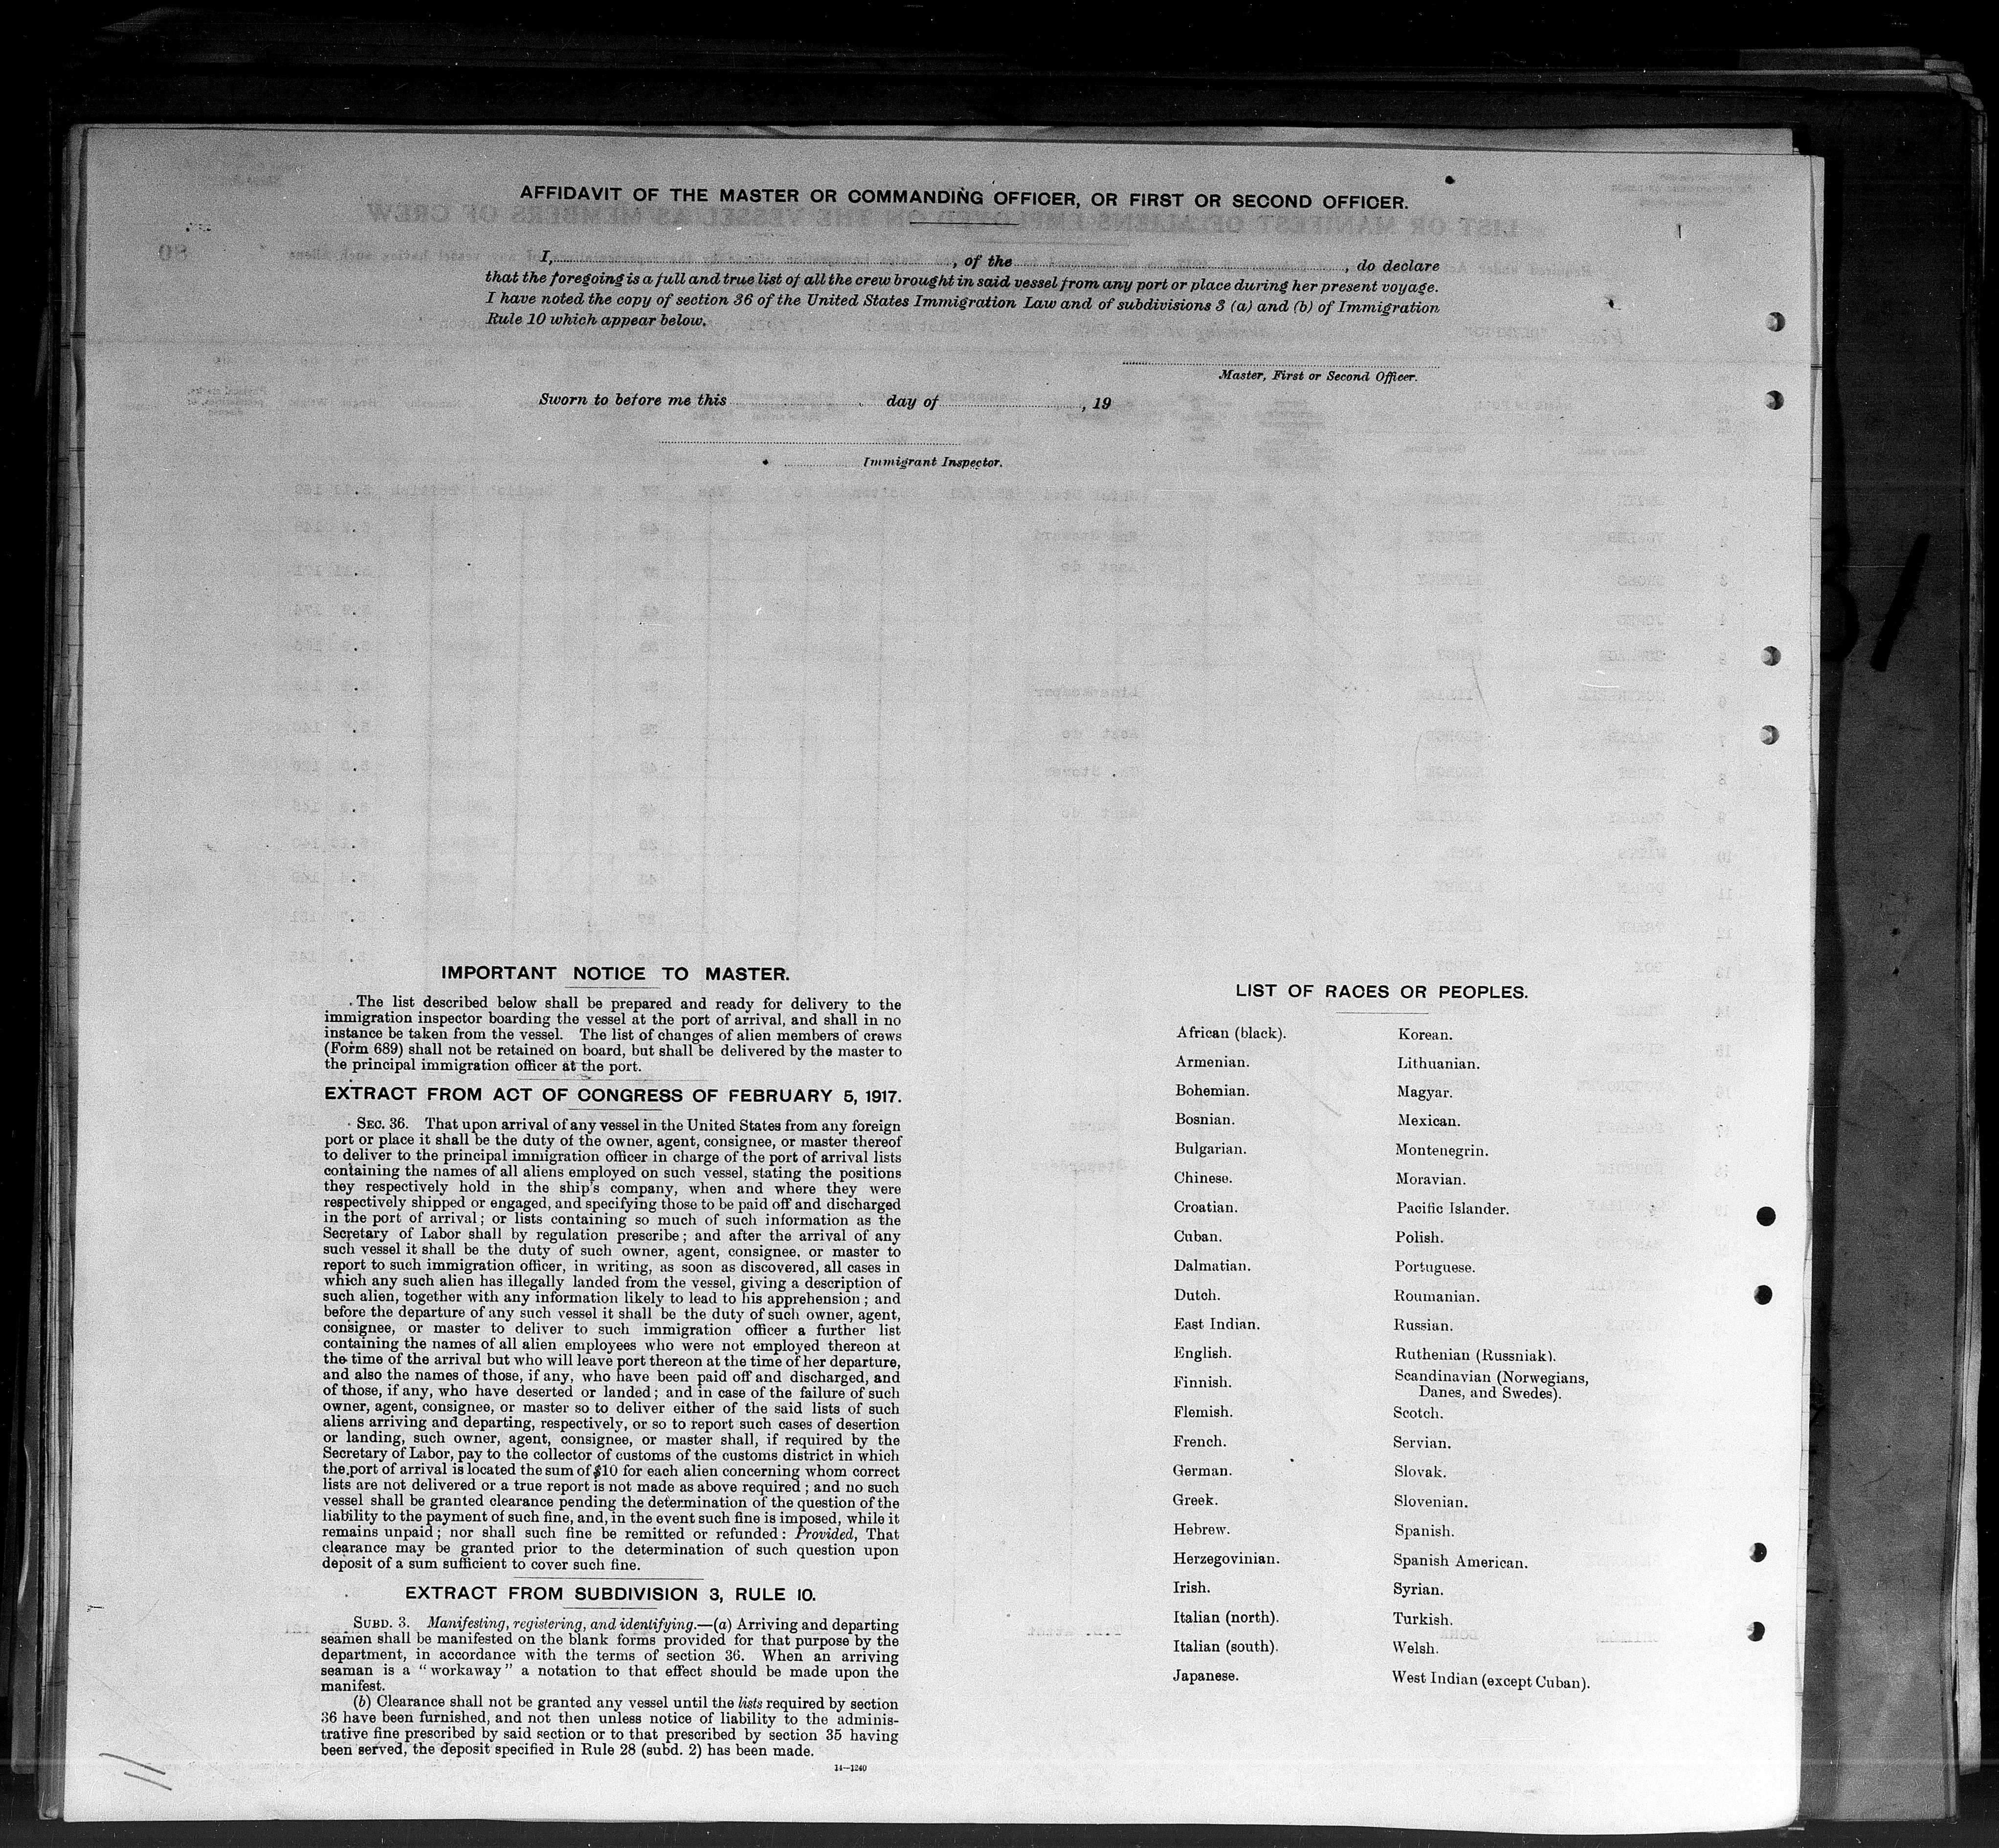 AFFIDAVIT OF THE MASTER OR COMMANDING OFFICER, OR FIRST OR SECOND OFFICER.
I, , of the , do declare
that the foregoing is a full and true list of all the crew brought in said vessel from any port or place during her present voyage.
I have noted the copy of section 36 of the United States Immigration Law and of subdivisions 3 (a) and (b) of Immigration
Rule 10 which appear below.
Master, First or Second Officer.
Sworn to before me this day of , 19
Immigrant Inspector.
IMPORTANT NOTICE TO MASTER.
The list described below shall be prepared and ready for delivery to the
immigration inspector boarding the vessel at the port of arrival, and shall in no
instance be taken from the vessel. The list of changes of alien members of crews
(Form 689) shall not be retained on board, but shall be delivered by the master to
the principal immigration officer at the port.
EXTRACT FROM ACT OF CONGRESS OF FEBRUARY 5, 1917.
SEC. 36. That upon arrival of any vessel in the United States from any foreign
port or place it shall be the duty of the owner, agent, consignee, or master thereof
to deliver to the principal immigration officer in charge of the port of arrival lists
containing the names of all aliens employed on such vessel, stating the positions
they respectively hold in the ship's company, when and where they were
respectively shipped or engaged, and specifying those to be paid off and discharged
in the port of arrival; or lists containing so much of such information as the
Secretary of Labor shall by regulation prescribe; and after the arrival of any
such vessel it shall be the duty of such owner, agent, consignee, or master to
report to such immigration officer, in writing, as soon as discovered, all cases in
which any such alien has illegally landed from the vessel, giving a description of
such alien, together with any information likely to lead to his apprehension; and
before the departure of any such vessel it shall be the duty of such owner, agent,
consignee, or master to deliver to such immigration officer a further list
containing the names of all alien employees who were not employed thereon at
the time of the arrival but who will leave port thereon at the time of her departure,
and also the names of those, if any, who have been paid off and discharged, and
of those, if any, who have deserted or landed; and in case of the failure of such
owner, agent, consignee, or master so to deliver either of the said lists of such
aliens arriving and departing, respectively, or so to report such cases of desertion
or landing, such owner, agent, consignee, or master shall, if required by the
Secretary of Labor, pay to the collector of customs of the customs district in which
the port of arrival is located the sum of $10 for each alien concerning whom correct
lists are not delivered or a true report is not made as above required; and no such
vessel shall be granted clearance pending the determination of the question of the
liability to the payment of such fine, and, in the event such fine is imposed, while it
remains unpaid; nor shall such fine be remitted or refunded: Provided, That
clearance may be granted prior to the determination of such question upon
deposit of a sum sufficient to cover such fine.
EXTRACT FROM SUBDIVISION 3, RULE 10.
SUBD. 3. Manifesting, registering, and identifying.—(a) Arriving and departing
seamen shall be manifested on the blank forms provided for that purpose by the
department, in accordance with the terms of section 36. When an arriving
seaman is a "workaway" a notation to that effect should be made upon the
manifest.
(b) Clearance shall not be granted any vessel until the lists required by section
36 have been furnished, and not then unless notice of liability to the adminis-
trative fine prescribed by said section or to that prescribed by section 35 having
been served, the deposit specified in Rule 28 (subd. 2) has been made.
14—1240
LIST OF RACES OR PEOPLES.
African (black).
Armenian.
Bohemian.
Bosnian.
Bulgarian.
Chinese.
Croatian.
Cuban.
Dalmatian.
Dutch.
East Indian.
English.
Finnish.
Flemish.
French.
German.
Greek.
Hebrew.
Herzegovinian.
Irish.
Italian (north).
Italian (south).
Japanese.
Korean.
Lithuanian.
Magyar.
Mexican.
Montenegrin.
Moravian.
Pacific Islander.
Polish.
Portuguese.
Roumanian.
Russian.
Ruthenian (Russniak).
Scandinavian (Norwegians,
Danes, and Swedes).
Scotch.
Servian.
Slovak.
Slovenian.
Spanish.
Spanish American.
Syrian.
Turkish.
Welsh.
West Indian (except Cuban).